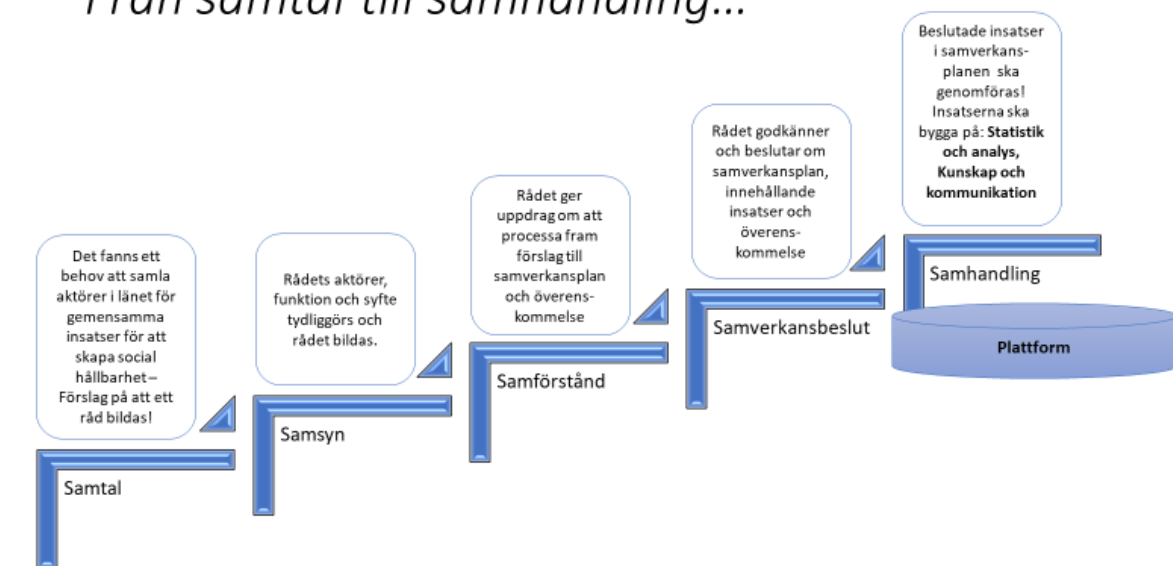 Från samtal till samhandling...
Det fanns ett
behov att samla
aktörer i länet för
gemensamma
insatser för att
skapa social
hållbarhet–
Förslag på att ett
råd bildas!
Samtal
Rådets aktörer,
funktion och syfte
tydliggörs och
rådet bildas.
Samsyn
Rådet ger
uppdrag om att
processa fram
förslag till
samverkansplan
och överens-
kommelse
Samförstånd
Rådet godkänner
och beslutar om
samverkansplan,
innehållande
insatser och
överens-
kommelse
Samverkansbeslut
Beslutade insatser
i samverkans-
planen ska
genomföras!
Insatserna ska
bygga på: Statistik
och analys,
Kunskap och
kommunikation
Samhandling
Plattform